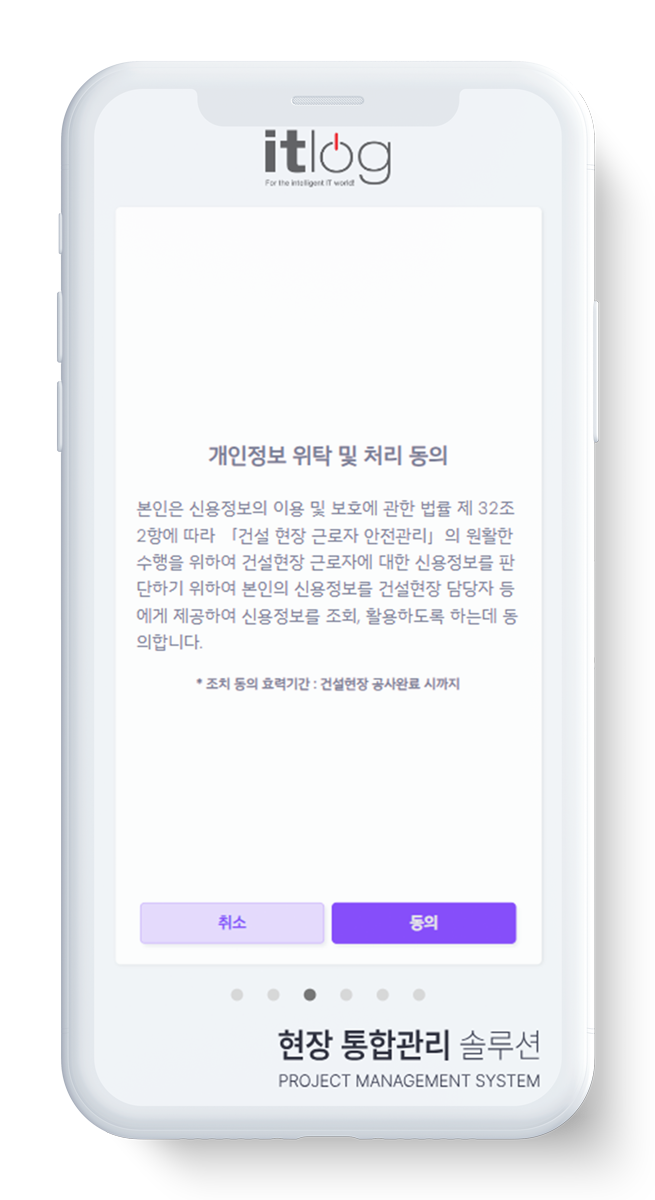 itlog
For the intelligent IT world!
개인정보 위탁 및 처리 동의
본인은 신용정보의 이용 및 보호에 관한 법률 제 32조
2항에 따라 「건설 현장 근로자 안전관리」의 원활한
수행을 위하여 건설현장 근로자에 대한 신용정보를 판
단하기 위하여 본인의 신용정보를 건설현장 담당자 등
에게 제공하여 신용정보를 조회, 활용하도록 하는데 동
의합니다.
* 조치 동의 효력기간 : 건설현장 공사완료 시까지
취소 동의
현장 통합관리 솔루션
PROJECT MANAGEMENT SYSTEM